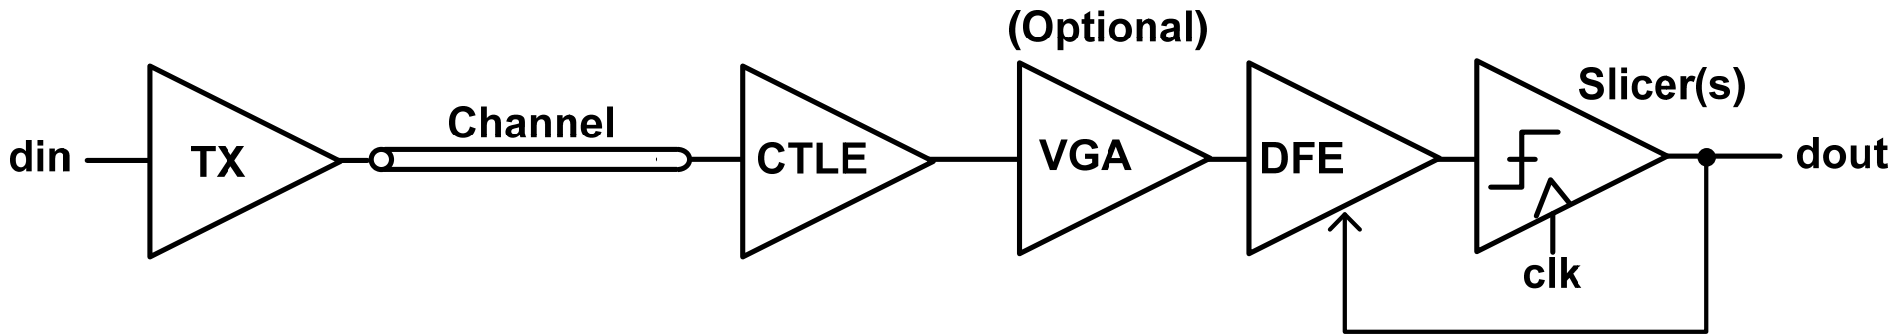 (Optional)
Slicer(s)
Channel
din
TX
CTLE
VGA
DFE
dout
clk